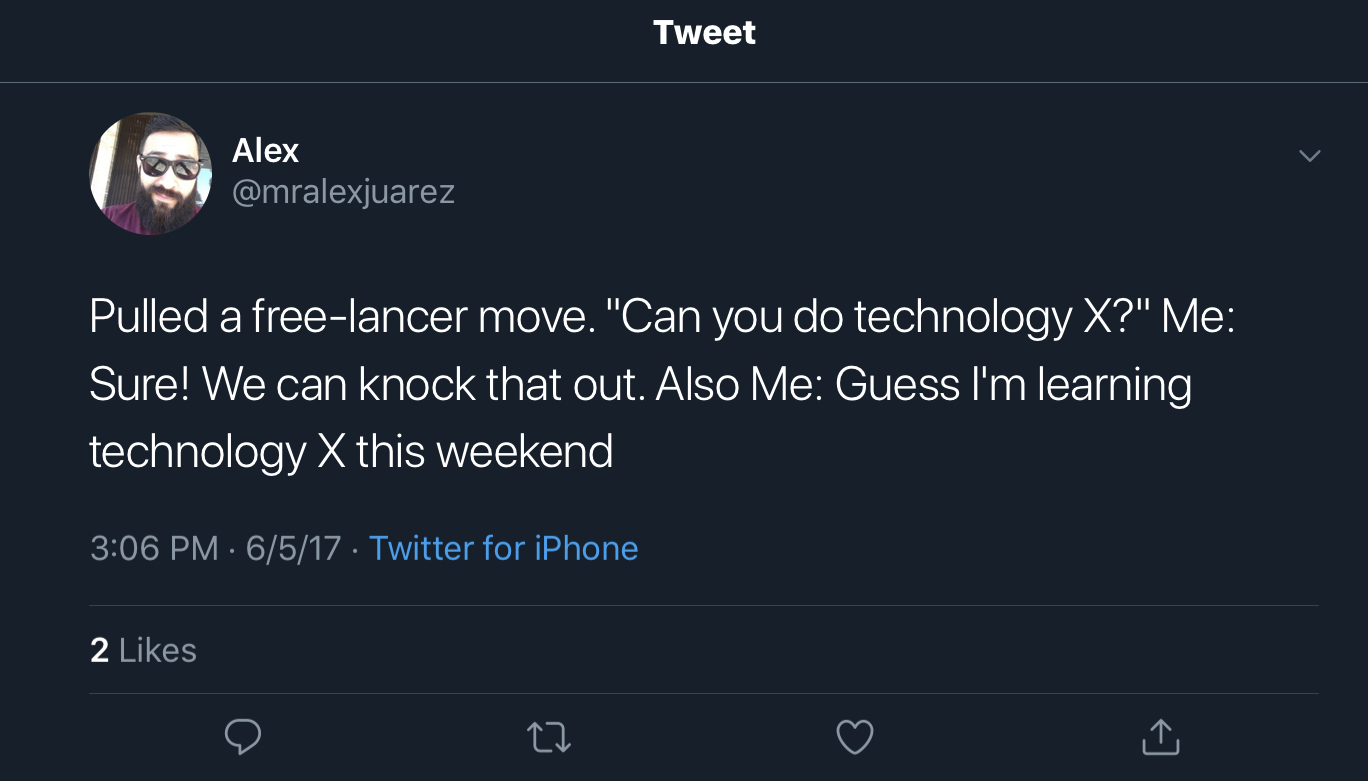 Tweet
Alex
@mralexjuarez
Pulled a free-lancer move. "Can you do technology X?" Me:
Sure! We can knock that out. Also Me: Guess I'm learning
technology X this weekend
3:06 PM · 6/5/17 · Twitter for iPhone
2 Likes